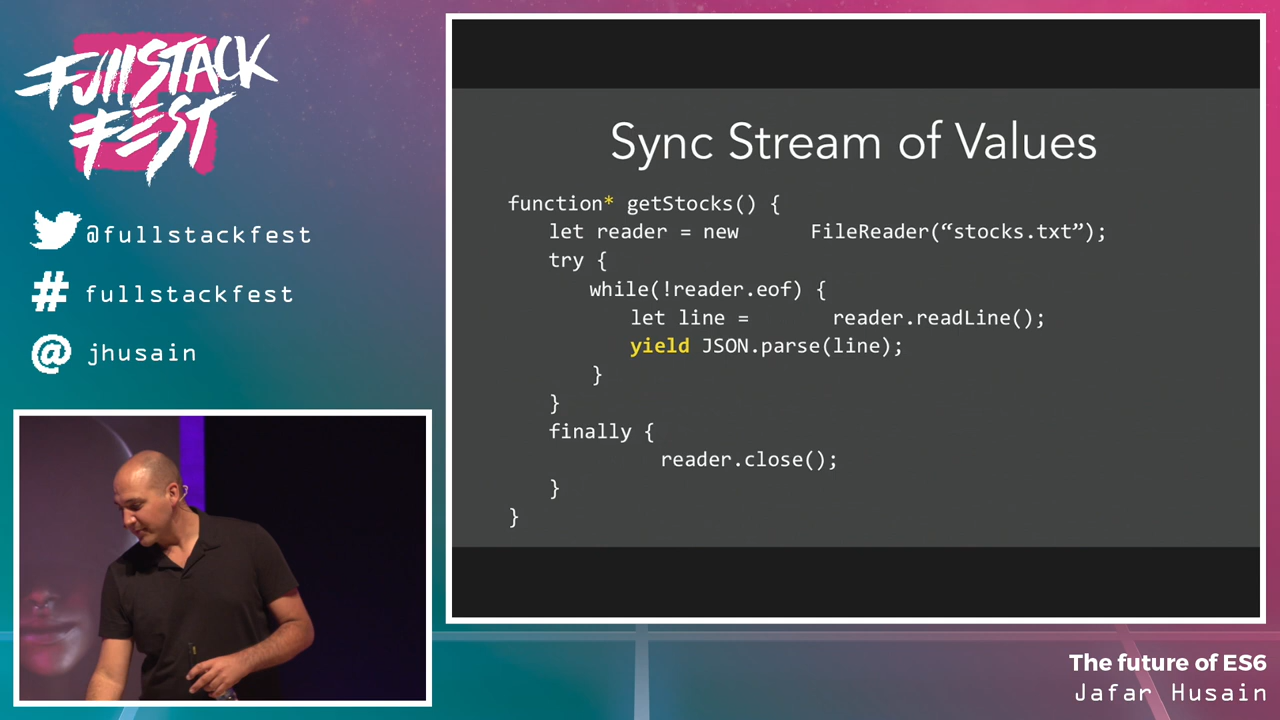 FullSTACK
FEST
@fullstackfest
# fullstackfest
@ jhusain
Sync Stream of Values
function* getStocks() {
let reader = new FileReader(“stocks.txt”);
try {
while(!reader.eof) {
let line = reader.readLine();
yield JSON.parse(line);
}
}
finally {
reader.close();
}
}
The future of ES6
Jafar Husain